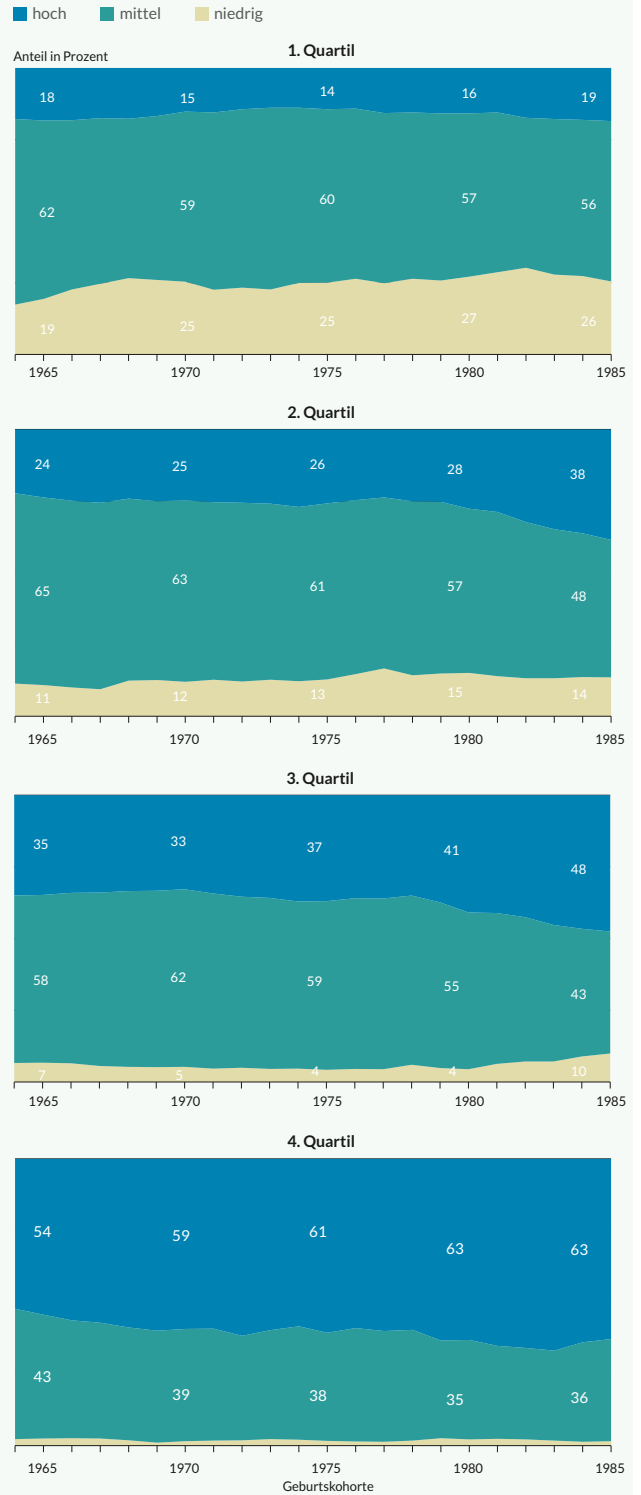 hoch mittel niedrig
1. Quartil
Anteil in Prozent
18 15 14 16 19
62 59 60 57 56
19 25 25 27 26
1965 1970 1975 1980 1985
2. Quartil
24 25 26 28 38
65 63 61 57 48
11 12 13 15 14
1965 1970 1975 1980 1985
3. Quartil
35 33 37 41 48
58 62 59 55 43
7 5 4 4 10
1965 1970 1975 1980 1985
4. Quartil
54 59 61 63 63
43 39 38 35 36
1965 1970 1975 1980 1985
Geburtskohorte